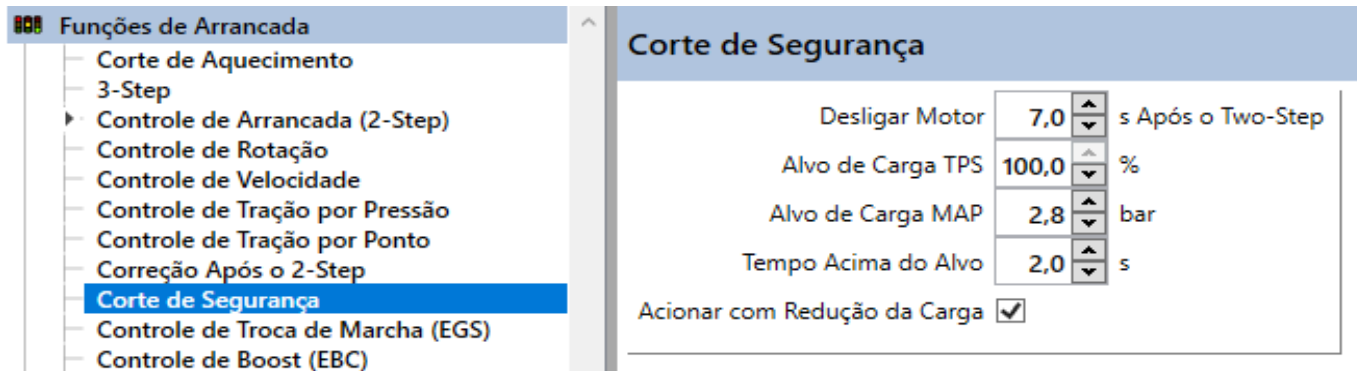 Funções de Arrancada
Corte de Aquecimento
3-Step
Controle de Arrancada (2-Step)
Controle de Rotação
Controle de Velocidade
Controle de Tração por Pressão
Controle de Tração por Ponto
Correção Após o 2-Step
Corte de Segurança
Controle de Troca de Marcha (EGS)
Controle de Boost (EBC)
Corte de Segurança
Desligar Motor 7,0 s Após o Two-Step
Alvo de Carga TPS 100,0 %
Alvo de Carga MAP 2,8 bar
Tempo Acima do Alvo 2,0 s
Acionar com Redução da Carga